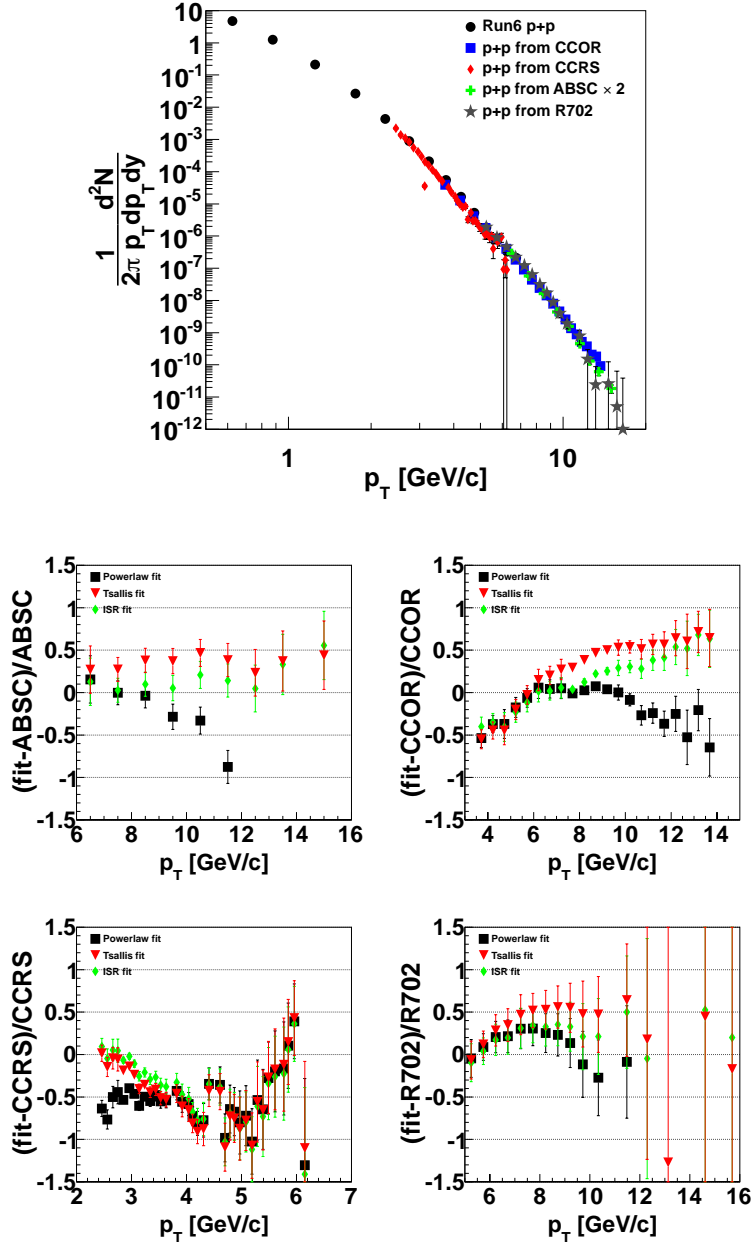 Run6 p+p
p+p from CCOR
p+p from CCRS
p+p from ABSC × 2
p+p from R702
1/(2π p_T) d²N/(dp_T dy)
10
1
10⁻¹
10⁻²
10⁻³
10⁻⁴
10⁻⁵
10⁻⁶
10⁻⁷
10⁻⁸
10⁻⁹
10⁻¹⁰
10⁻¹¹
10⁻¹²
1 10
p_T [GeV/c]
Powerlaw fit
Tsallis fit
ISR fit
(fit-ABSC)/ABSC
1.5
1
0.5
0
-0.5
-1
-1.5
6 8 10 12 14 16
p_T [GeV/c]
Powerlaw fit
Tsallis fit
ISR fit
(fit-CCOR)/CCOR
1.5
1
0.5
0
-0.5
-1
-1.5
4 6 8 10 12 14
p_T [GeV/c]
Powerlaw fit
Tsallis fit
ISR fit
(fit-CCRS)/CCRS
1.5
1
0.5
0
-0.5
-1
-1.5
2 3 4 5 6 7
p_T [GeV/c]
Powerlaw fit
Tsallis fit
ISR fit
(fit-R702)/R702
1.5
1
0.5
0
-0.5
-1
-1.5
6 8 10 12 14 16
p_T [GeV/c]